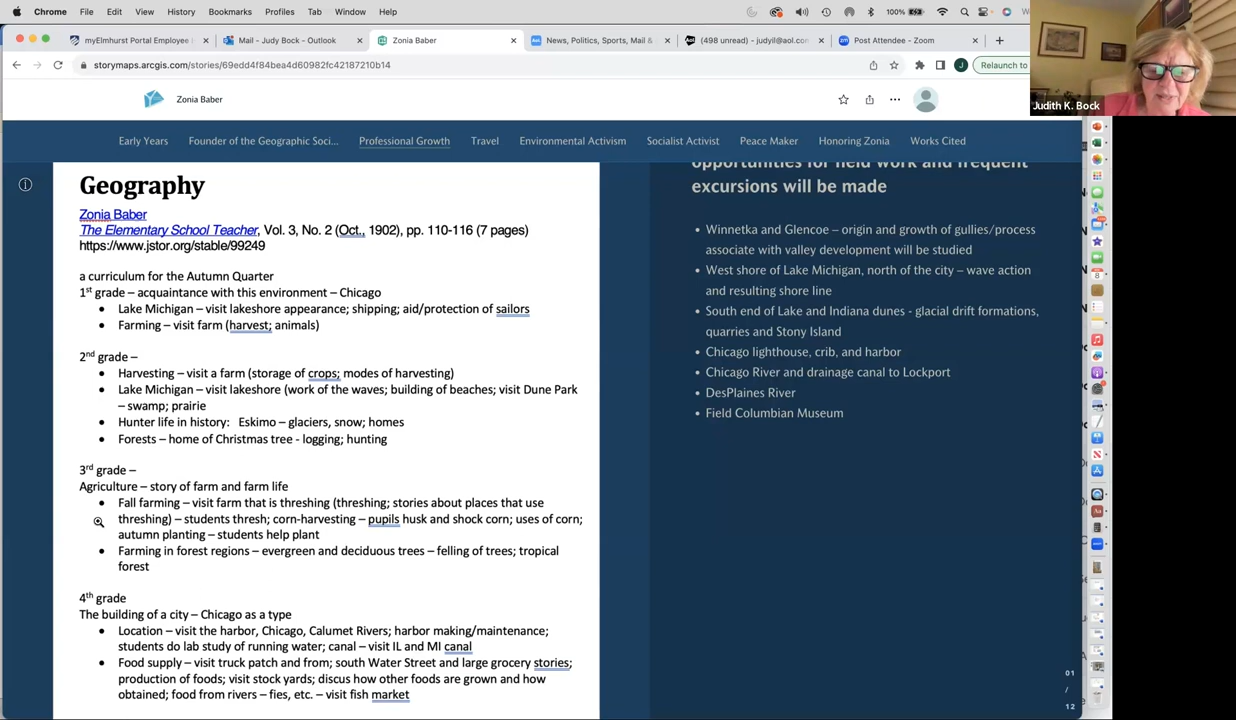 Chrome File Edit View History Bookmarks Profiles Tab Window Help
100%
myElmhurst Portal Employee
Mail - Judy Bock - Outlook
Zonia Baber
News, Politics, Sports, Mail &
(498 unread) - judyil@aol.com
Post Attendee - Zoom
storymaps.arcgis.com/stories/69edd4f84bea4d60982fc42187210b14
Relaunch to
Judith K. Bock
Zonia Baber
Early Years
Founder of the Geographic Soci...
Professional Growth
Travel
Environmental Activism
Socialist Activist
Peace Maker
Honoring Zonia
Works Cited
Geography
Zonia Baber
The Elementary School Teacher, Vol. 3, No. 2 (Oct., 1902), pp. 110-116 (7 pages)
https://www.jstor.org/stable/99249
a curriculum for the Autumn Quarter
1st grade – acquaintance with this environment – Chicago
• Lake Michigan – visit lakeshore appearance; shipping; aid/protection of sailors
• Farming – visit farm (harvest; animals)
2nd grade –
• Harvesting – visit a farm (storage of crops; modes of harvesting)
• Lake Michigan – visit lakeshore (work of the waves; building of beaches; visit Dune Park
– swamp; prairie
• Hunter life in history: Eskimo – glaciers, snow; homes
• Forests – home of Christmas tree - logging; hunting
3rd grade –
Agriculture – story of farm and farm life
• Fall farming – visit farm that is threshing (threshing; stories about places that use
threshing) – students thresh; corn-harvesting – pupils husk and shock corn; uses of corn;
autumn planting – students help plant
• Farming in forest regions – evergreen and deciduous trees – felling of trees; tropical
forest
4th grade
The building of a city – Chicago as a type
• Location – visit the harbor, Chicago, Calumet Rivers; harbor making/maintenance;
students do lab study of running water; canal – visit IL and MI canal
• Food supply – visit truck patch and from; south Water Street and large grocery stories;
production of foods; visit stock yards; discus how other foods are grown and how
obtained; food from rivers – fies, etc. – visit fish market
opportunities for field work and frequent
excursions will be made
• Winnetka and Glencoe – origin and growth of gullies/process
associate with valley development will be studied
• West shore of Lake Michigan, north of the city – wave action
and resulting shore line
• South end of Lake and Indiana dunes - glacial drift formations,
quarries and Stony Island
• Chicago lighthouse, crib, and harbor
• Chicago River and drainage canal to Lockport
• DesPlaines River
• Field Columbian Museum
01
/
12